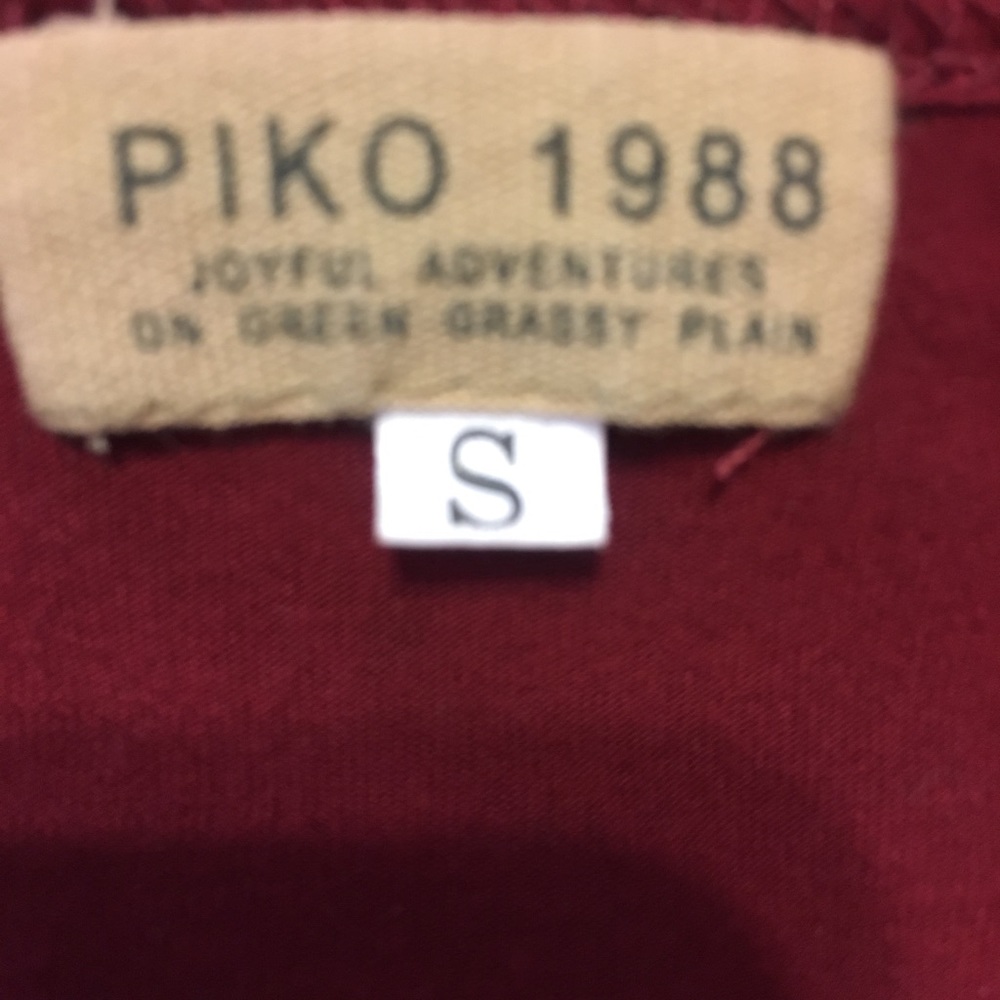 PIKO 1988
JOYFUL ADVENTURES
ON GREEN GRASSY PLAIN
S